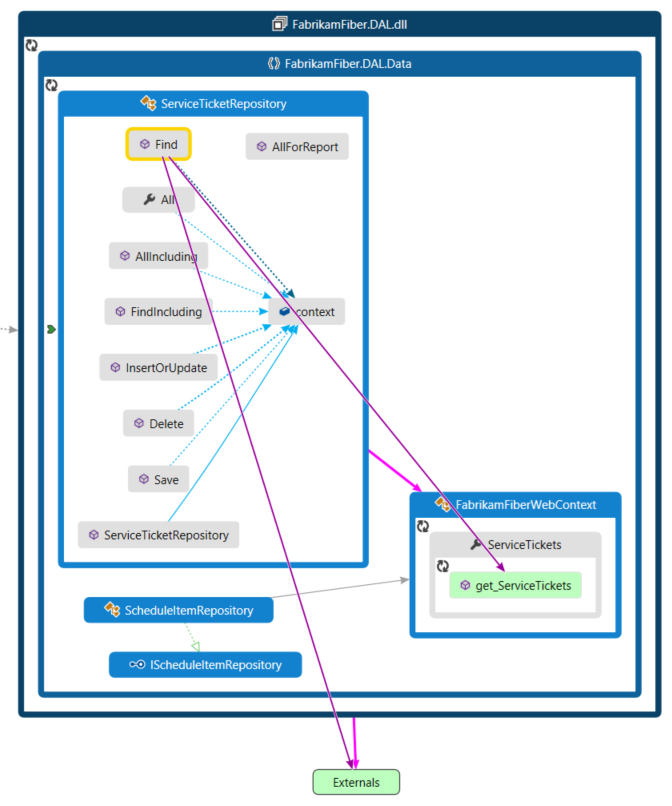 FabrikamFiber.DAL.dll
FabrikamFiber.DAL.Data
ServiceTicketRepository
Find
AllForReport
All
AllIncluding
FindIncluding
context
InsertOrUpdate
Delete
Save
ServiceTicketRepository
FabrikamFiberWebContext
ServiceTickets
get_ServiceTickets
ScheduleItemRepository
IScheduleItemRepository
Externals